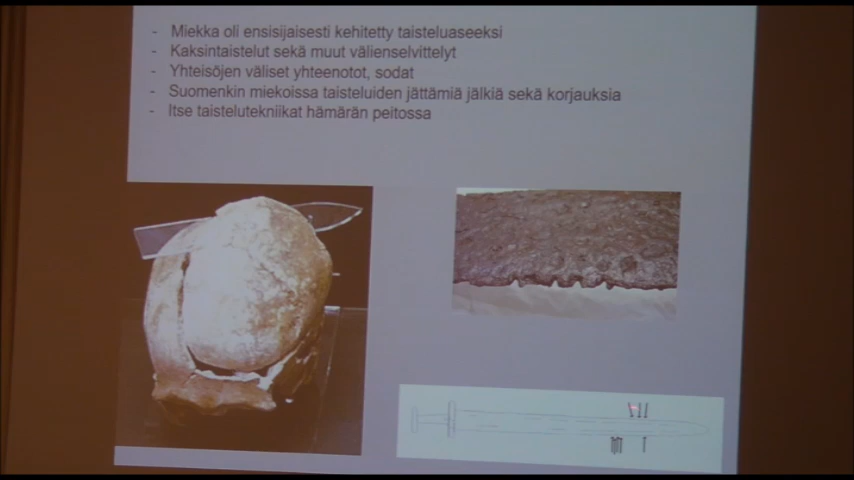 - Miekka oli ensisijaisesti kehitetty taisteluaseeksi
- Kaksintaistelut sekä muut välienselvittelyt
- Yhteisöjen väliset yhteenotot, sodat
- Suomenkin miekoissa taisteluiden jättämiä jälkiä sekä korjauksia
- Itse taistelutekniikat hämärän peitossa